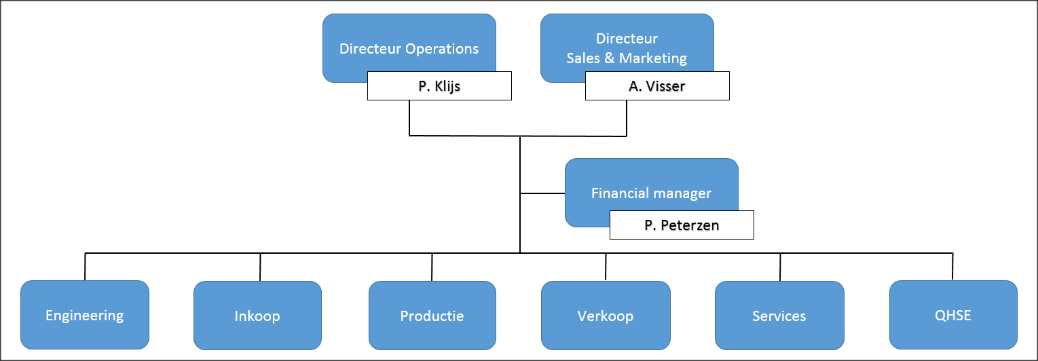 Directeur Operations
P. Klijs
Directeur
Sales & Marketing
A. Visser
Financial manager
P. Peterzen
Engineering
Inkoop
Productie
Verkoop
Services
QHSE